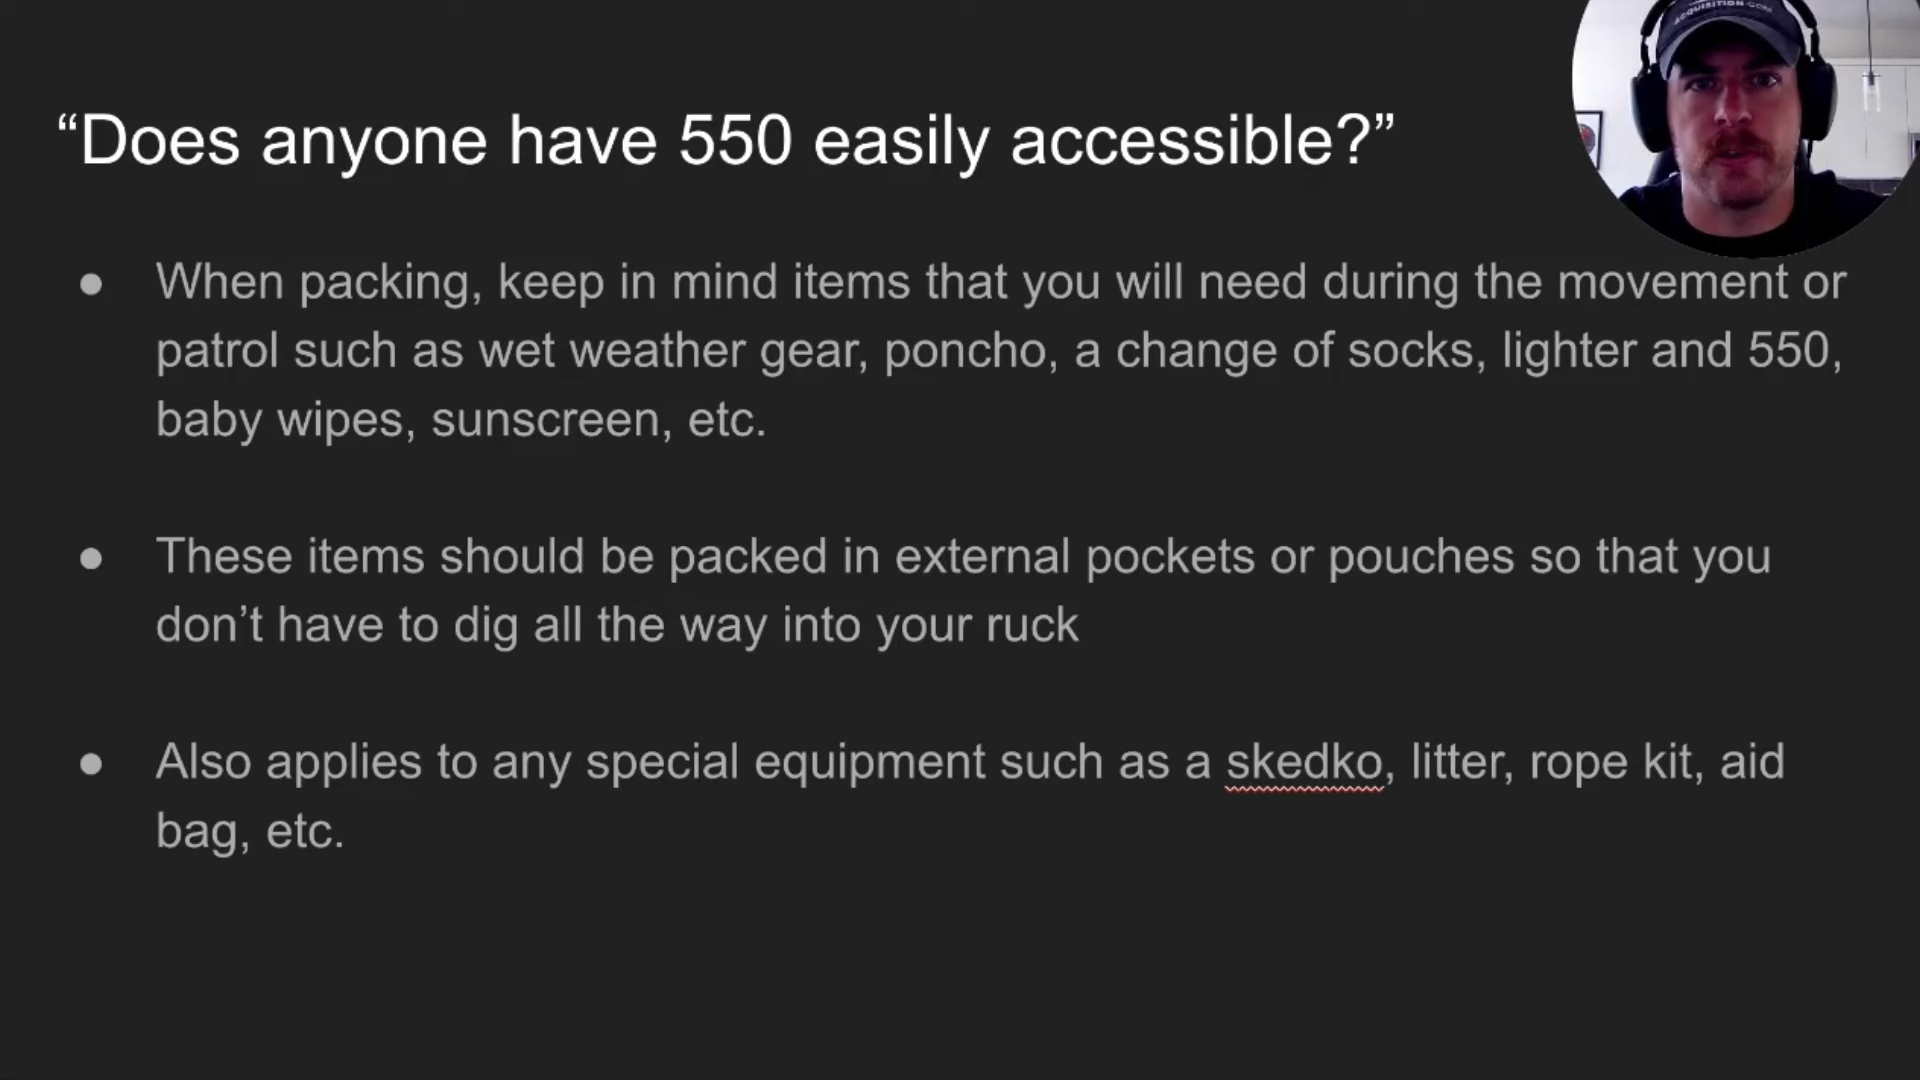 ACQUISITION.COM
“Does anyone have 550 easily accessible?”
● When packing, keep in mind items that you will need during the movement or
patrol such as wet weather gear, poncho, a change of socks, lighter and 550,
baby wipes, sunscreen, etc.
● These items should be packed in external pockets or pouches so that you
don’t have to dig all the way into your ruck
● Also applies to any special equipment such as a skedko, litter, rope kit, aid
bag, etc.